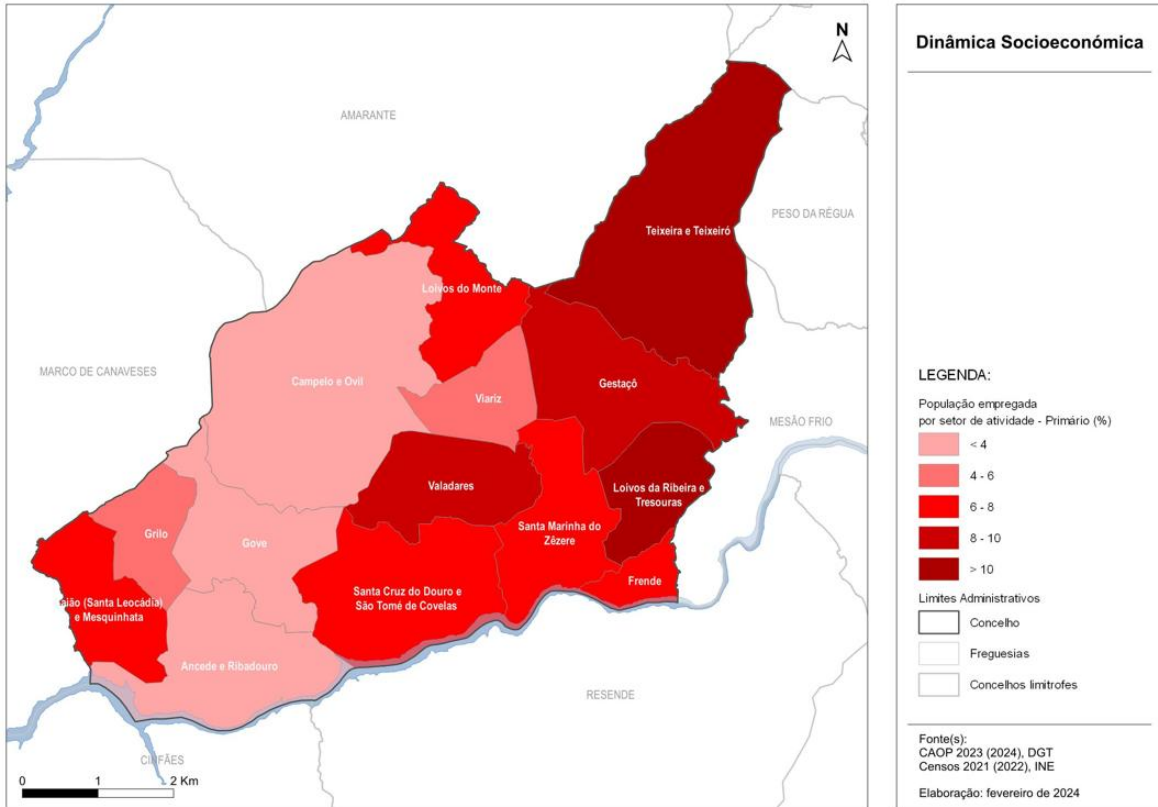 N
AMARANTE
PESO DA RÉGUA
Teixeira e Teixeiró
Loivos do Monte
MARCO DE CANAVESES
Campelo e Ovil
Gestaçô
Viariz
MESÃO FRIO
Valadares
Loivos da Ribeira e
Tresouras
Santa Marinha do
Zêzere
Grilo
Gove
Frende
Santa Cruz do Douro e
São Tomé de Covelas
aião (Santa Leocádia)
e Mesquinhata
Ancede e Ribadouro
RESENDE
CINFÃES
0 1 2 Km
Dinâmica Socioeconómica
LEGENDA:
População empregada
por setor de atividade - Primário (%)
< 4
4 - 6
6 - 8
8 - 10
> 10
Limites Administrativos
Concelho
Freguesias
Concelhos limitrofes
Fonte(s):
CAOP 2023 (2024), DGT
Censos 2021 (2022), INE
Elaboração: fevereiro de 2024